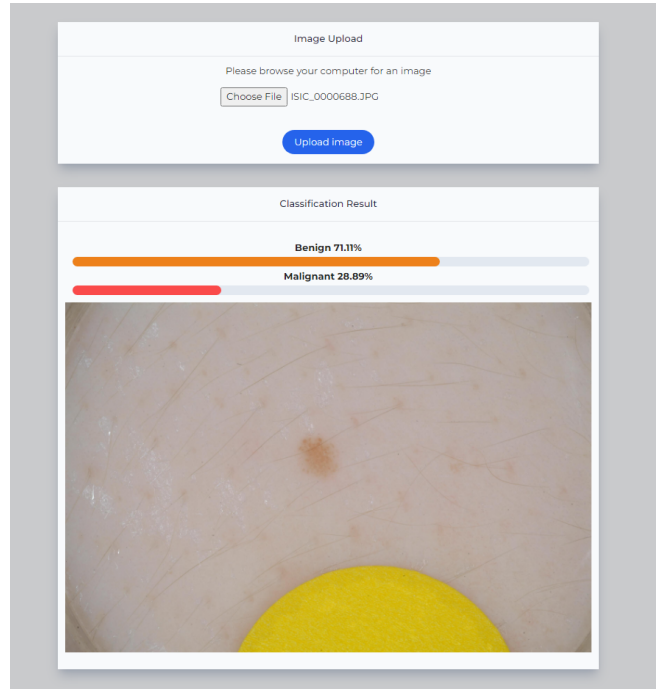 Image Upload
Please browse your computer for an image
Choose File ISIC_0000688.JPG
Upload image
Classification Result
Benign 71.11%
Malignant 28.89%